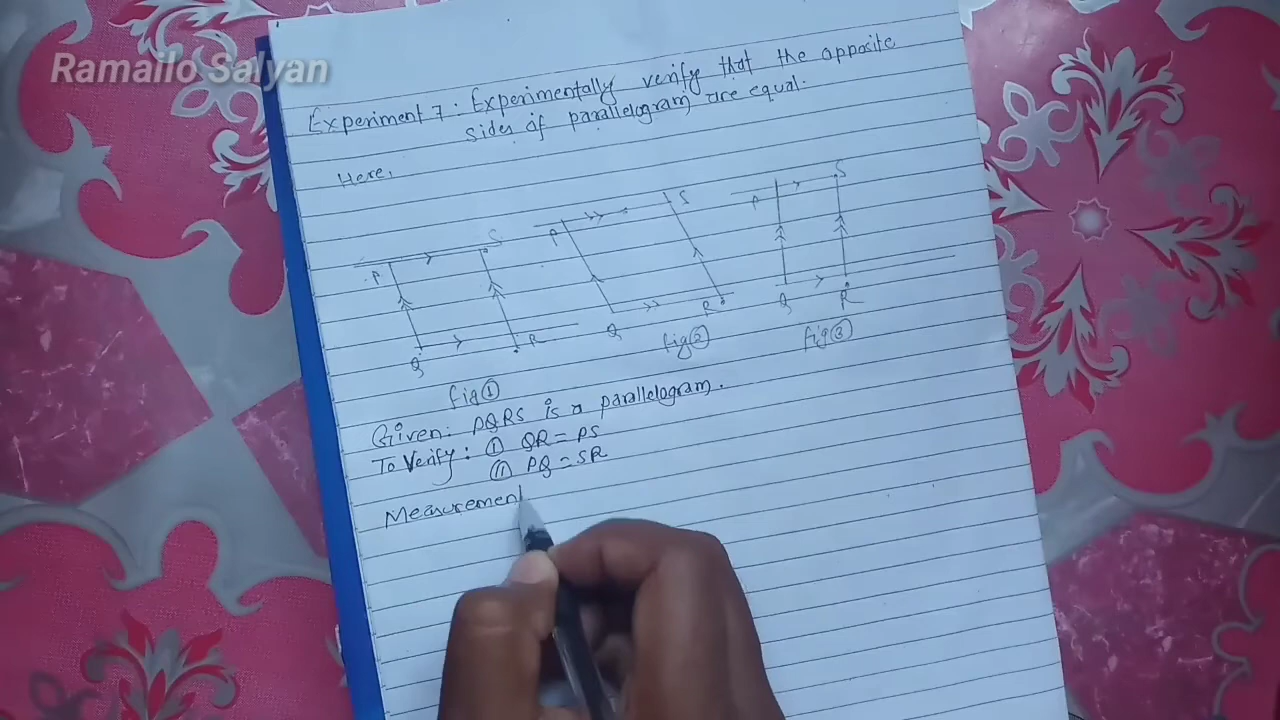 Ramailo Salyan
Experiment 7: Experimentally verify that the opposite
sides of parallelogram are equal.
Here,
P S P S P S
Q R Q R Q R
fig① fig② fig③
Given: PQRS is a parallelogram.
To Verify: ① QR = PS
② PQ = SR
Measurement